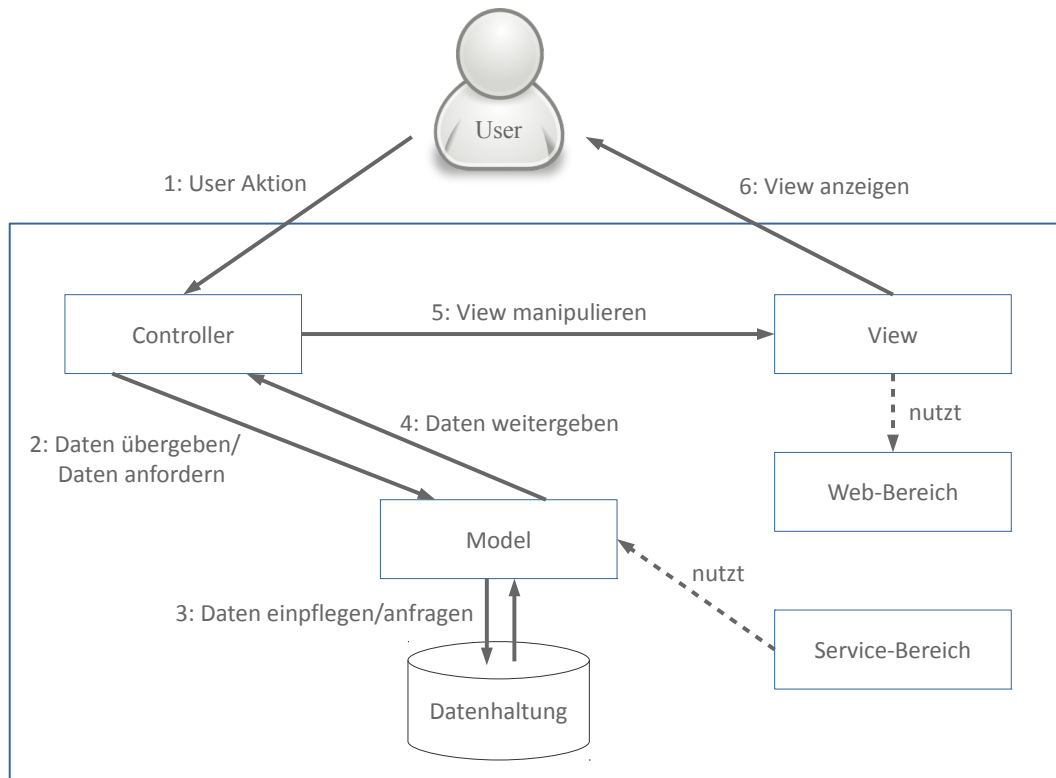 User
1: User Aktion
6: View anzeigen
Controller
5: View manipulieren
View
nutzt
4: Daten weitergeben
2: Daten übergeben/
Daten anfordern
Web-Bereich
Model
nutzt
3: Daten einpflegen/anfragen
Service-Bereich
Datenhaltung